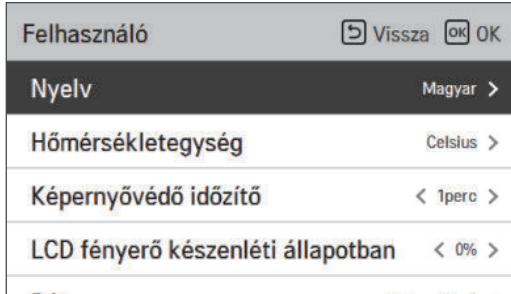 Felhasználó Vissza OK OK
Nyelv Magyar >
Hőmérsékletegység Celsius >
Képernyővédő időzítő < 1perc >
LCD fényerő készenléti állapotban < 0% >